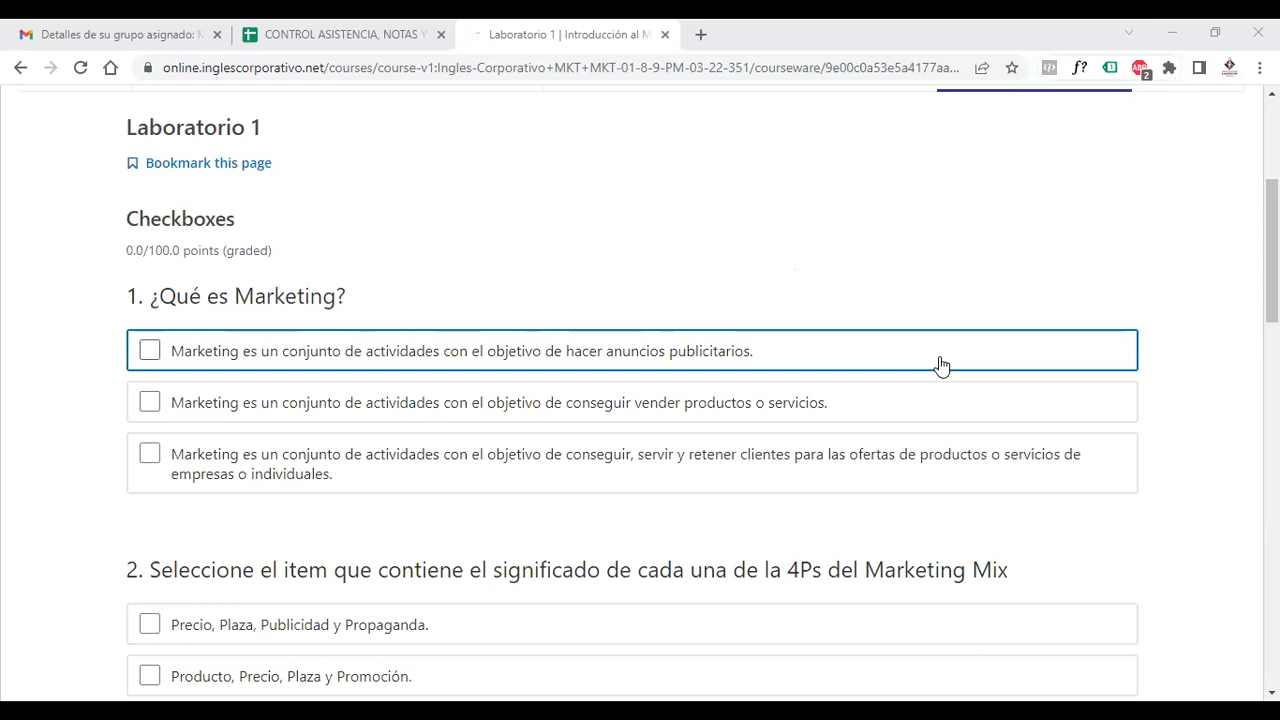 Detalles de su grupo asignado: M
CONTROL ASISTENCIA, NOTAS Y
Laboratorio 1 | Introducción al M
online.inglescorporativo.net/courses/course-v1:Ingles-Corporativo+MKT+MKT-01-8-9-PM-03-22-351/courseware/9e00c0a53e5a4177aa...
f?
1
ABP
2
Laboratorio 1
Bookmark this page
Checkboxes
0.0/100.0 points (graded)
1. ¿Qué es Marketing?
Marketing es un conjunto de actividades con el objetivo de hacer anuncios publicitarios.
Marketing es un conjunto de actividades con el objetivo de conseguir vender productos o servicios.
Marketing es un conjunto de actividades con el objetivo de conseguir, servir y retener clientes para las ofertas de productos o servicios de
empresas o individuales.
2. Seleccione el item que contiene el significado de cada una de la 4Ps del Marketing Mix
Precio, Plaza, Publicidad y Propaganda.
Producto, Precio, Plaza y Promoción.